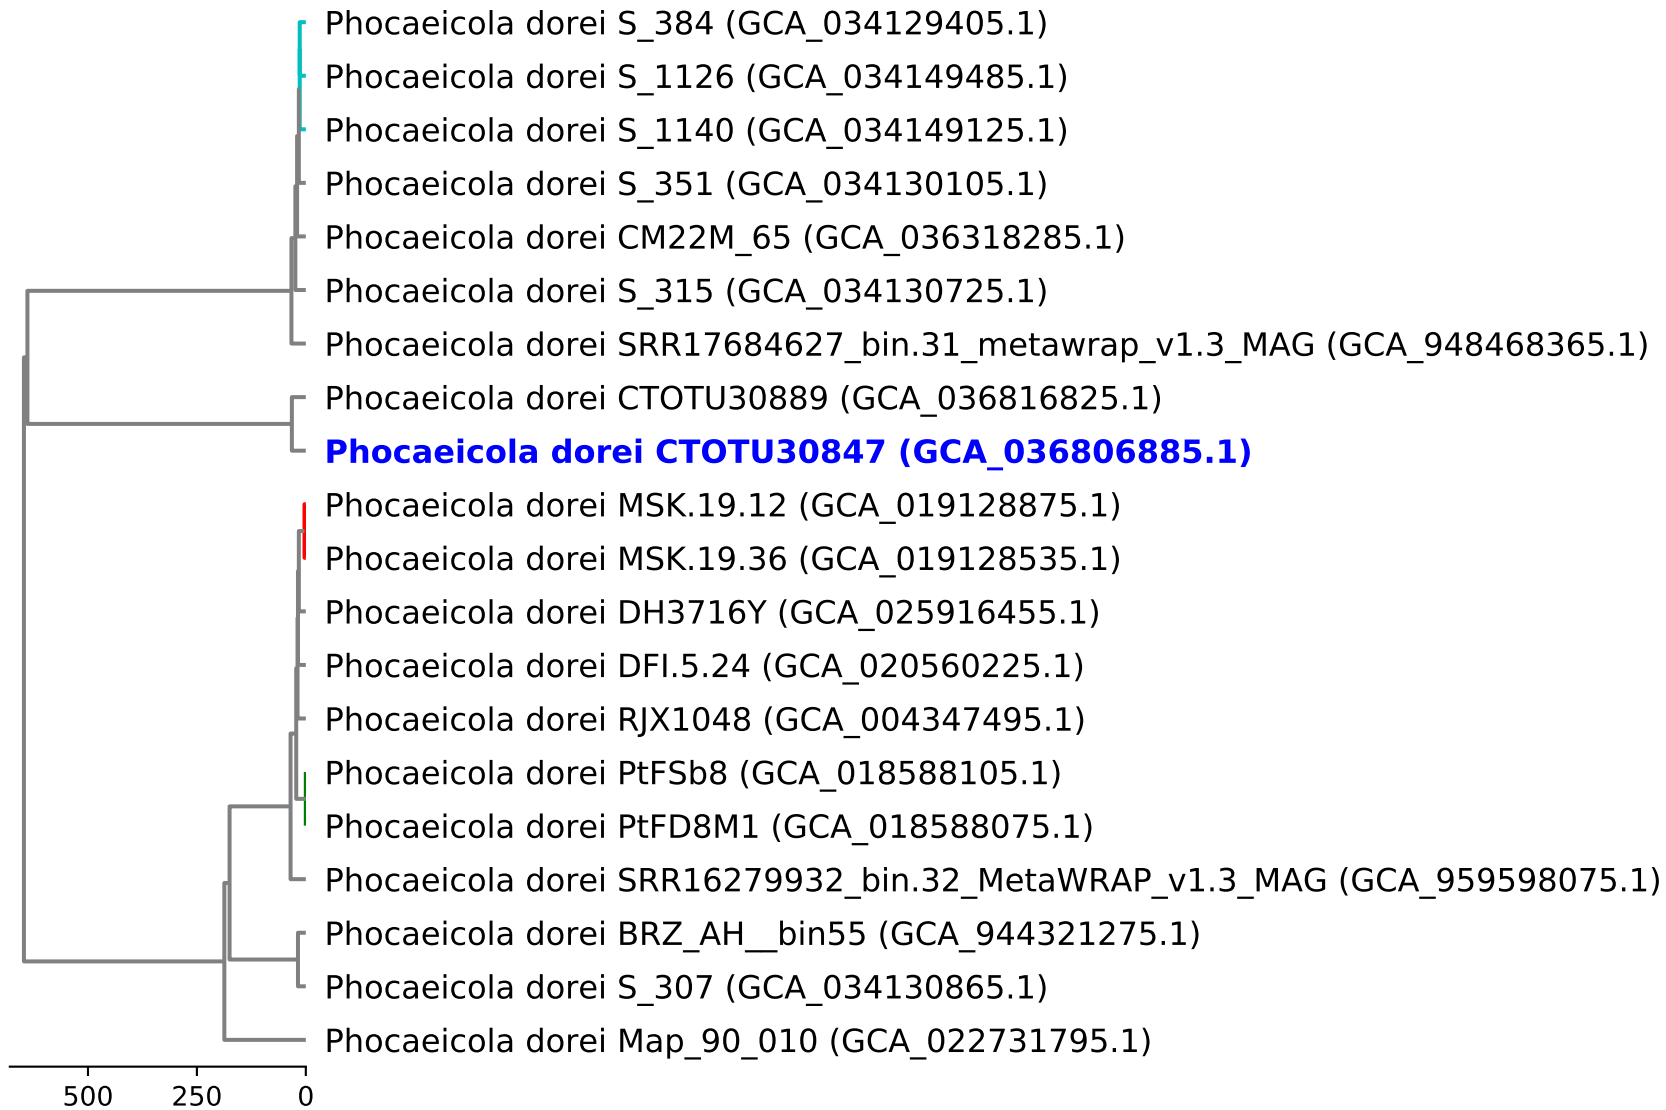 Phocaeicola dorei S_384 (GCA_034129405.1)
Phocaeicola dorei S_1126 (GCA_034149485.1)
Phocaeicola dorei S_1140 (GCA_034149125.1)
Phocaeicola dorei S_351 (GCA_034130105.1)
Phocaeicola dorei CM22M_65 (GCA_036318285.1)
Phocaeicola dorei S_315 (GCA_034130725.1)
Phocaeicola dorei SRR17684627_bin.31_metawrap_v1.3_MAG (GCA_948468365.1)
Phocaeicola dorei CTOTU30889 (GCA_036816825.1)
Phocaeicola dorei CTOTU30847 (GCA_036806885.1)
Phocaeicola dorei MSK.19.12 (GCA_019128875.1)
Phocaeicola dorei MSK.19.36 (GCA_019128535.1)
Phocaeicola dorei DH3716Y (GCA_025916455.1)
Phocaeicola dorei DFI.5.24 (GCA_020560225.1)
Phocaeicola dorei RJX1048 (GCA_004347495.1)
Phocaeicola dorei PtFSb8 (GCA_018588105.1)
Phocaeicola dorei PtFD8M1 (GCA_018588075.1)
Phocaeicola dorei SRR16279932_bin.32_MetaWRAP_v1.3_MAG (GCA_959598075.1)
Phocaeicola dorei BRZ_AH__bin55 (GCA_944321275.1)
Phocaeicola dorei S_307 (GCA_034130865.1)
Phocaeicola dorei Map_90_010 (GCA_022731795.1)
500 250 0